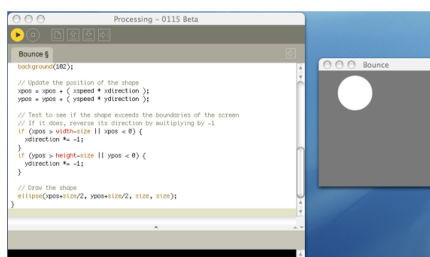 Processing - 0115 Beta
Bounce §
background(102);
// Update the position of the shape
xpos = xpos + ( xspeed * xdirection );
ypos = ypos + ( yspeed * ydirection );
// Test to see if the shape exceeds the boundaries of the screen
// If it does, reverse its direction by multiplying by -1
if (xpos > width-size || xpos < 0) {
xdirection *= -1;
}
if (ypos > height-size || ypos < 0) {
ydirection *= -1;
}
// Draw the shape
ellipse(xpos+size/2, ypos+size/2, size, size);
}
Bounce